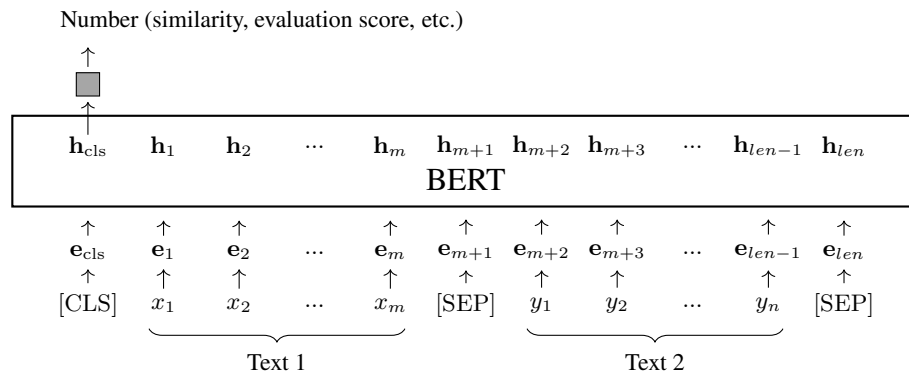 Number (similarity, evaluation score, etc.)
h_cls h_1 h_2 ... h_m h_{m+1} h_{m+2} h_{m+3} ... h_{len−1} h_{len}
BERT
e_cls e_1 e_2 ... e_m e_{m+1} e_{m+2} e_{m+3} ... e_{len−1} e_{len}
[CLS] x_1 x_2 ... x_m [SEP] y_1 y_2 ... y_n [SEP]
Text 1 Text 2